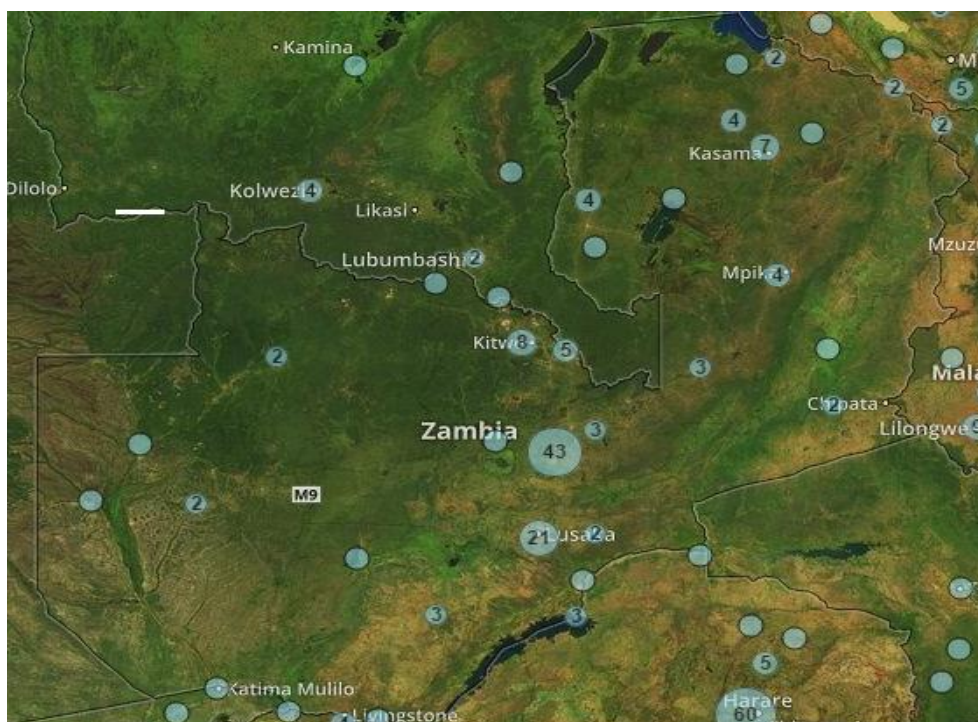 Kamina
2
M
5
2
4
7
Kasama
Dilolo
Kolwezi
4
Likasi
4
Lubumbashi
2
Mpika
4
Mzuzu
Kitwe
8
5
2
3
Mala
Chipata
2
Lilongwe
Zambia
3
43
M9
2
21
Lusaka
2
3
3
5
Katima Mulilo
Livingstone
Harare
60